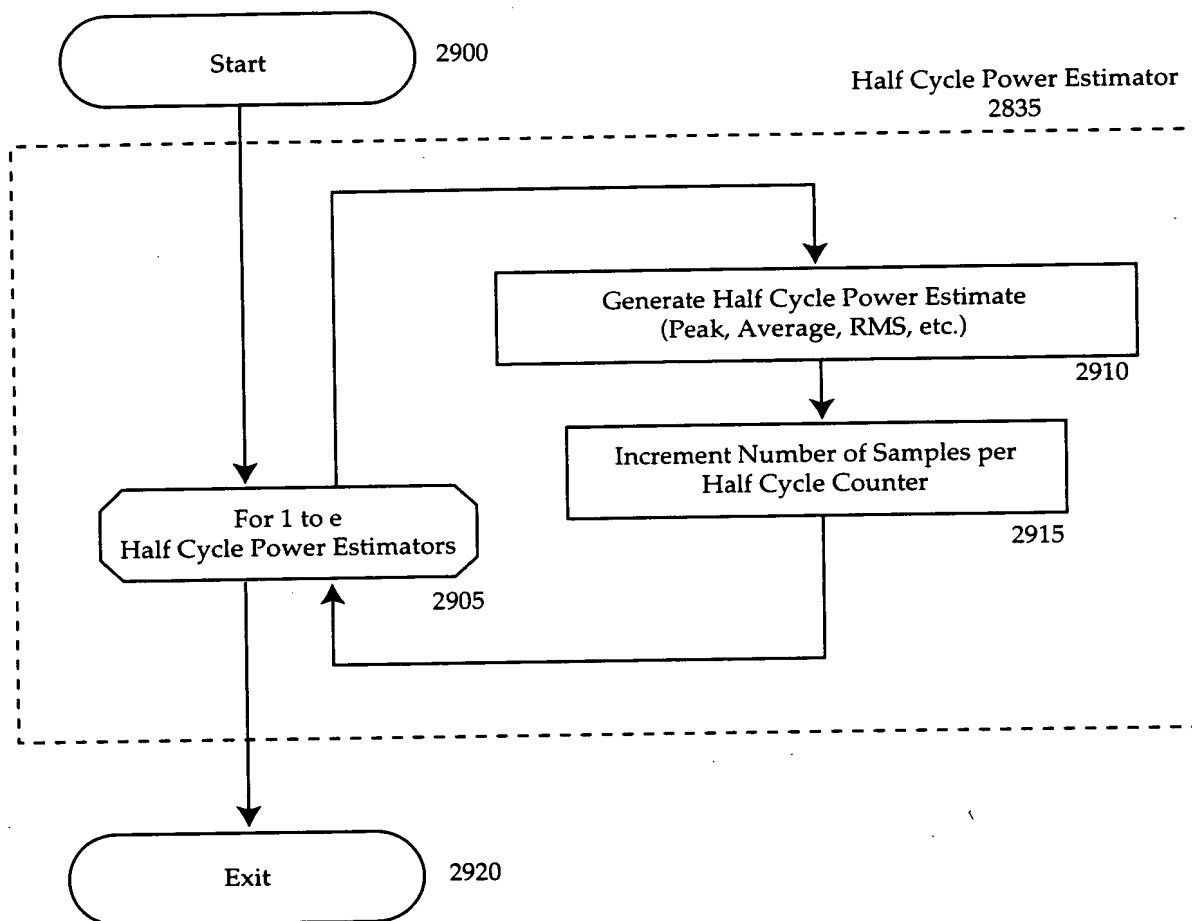 Start
2900
Half Cycle Power Estimator
2835
Generate Half Cycle Power Estimate
(Peak, Average, RMS, etc.)
2910
Increment Number of Samples per
Half Cycle Counter
2915
For 1 to e
Half Cycle Power Estimators
2905
Exit
2920